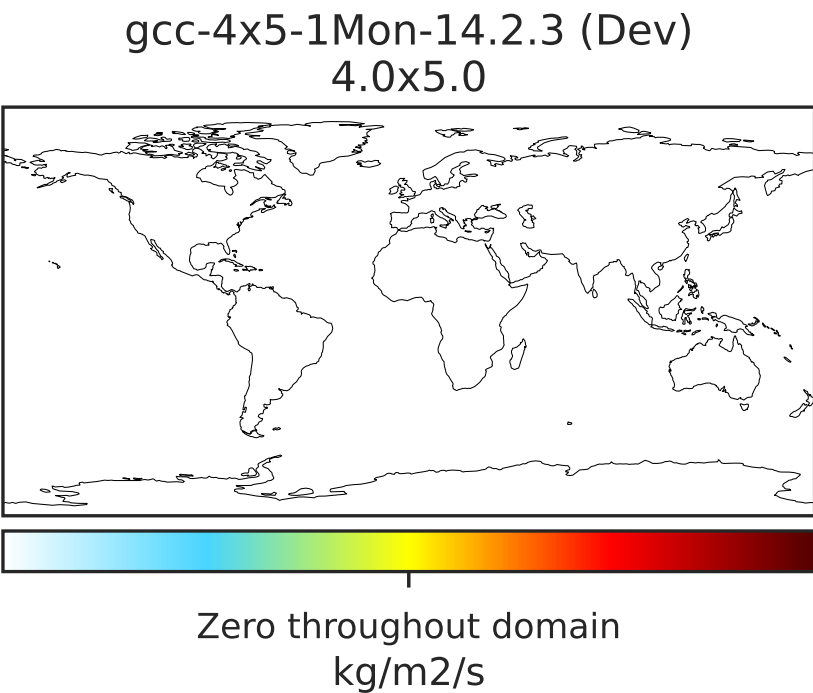 gcc-4x5-1Mon-14.2.3 (Dev)
4.0x5.0
Zero throughout domain
kg/m2/s